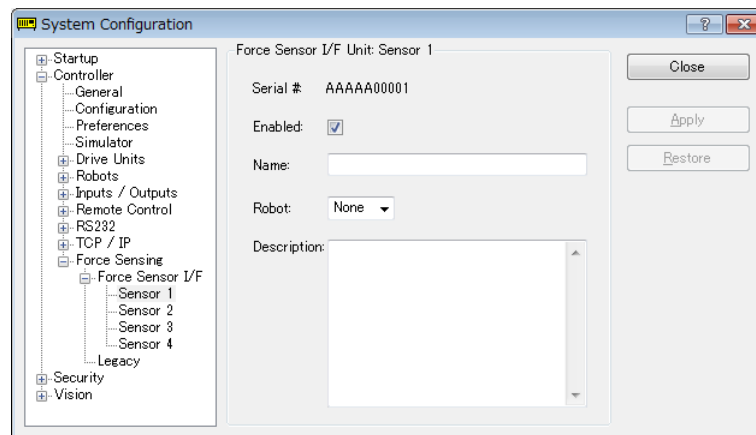 System Configuration
Startup
Controller
General
Configuration
Preferences
Simulator
Drive Units
Robots
Inputs / Outputs
Remote Control
RS232
TCP / IP
Force Sensing
Force Sensor I/F
Sensor 1
Sensor 2
Sensor 3
Sensor 4
Legacy
Security
Vision
Force Sensor I/F Unit: Sensor 1
Serial #: AAAAA00001
Enabled:
Name:
Robot: None
Description:
Close
Apply
Restore